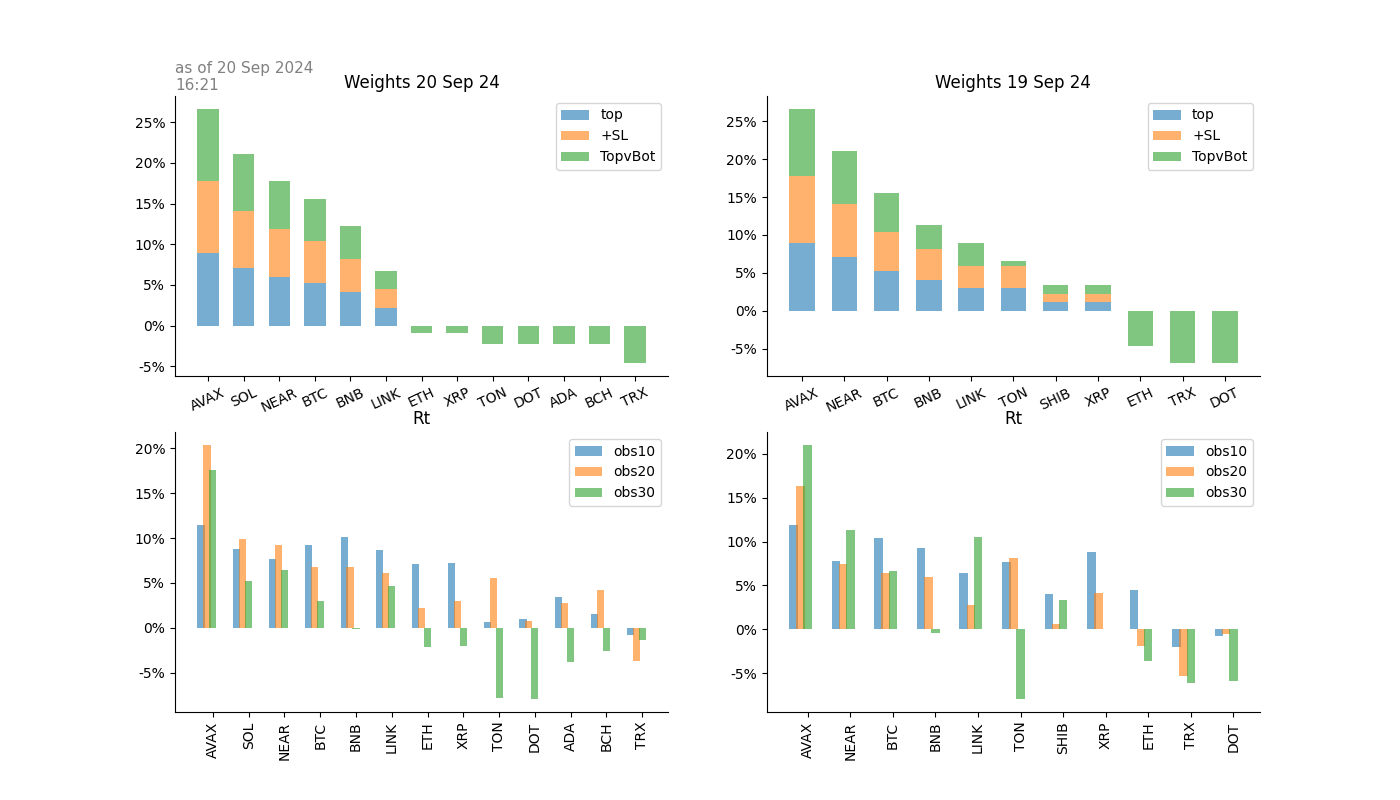 as of 20 Sep 2024
16:21
Weights 20 Sep 24
25%
20%
15%
10%
5%
0%
-5%
top
+SL
TopvBot
AVAX SOL NEAR BTC BNB LINK ETH XRP TON DOT ADA BCH TRX
Weights 19 Sep 24
25%
20%
15%
10%
5%
0%
-5%
top
+SL
TopvBot
AVAX NEAR BTC BNB LINK TON SHIB XRP ETH TRX DOT
Rt
20%
15%
10%
5%
0%
-5%
obs10
obs20
obs30
AVAX SOL NEAR BTC BNB LINK ETH XRP TON DOT ADA BCH TRX
Rt
20%
15%
10%
5%
0%
-5%
obs10
obs20
obs30
AVAX NEAR BTC BNB LINK TON SHIB XRP ETH TRX DOT